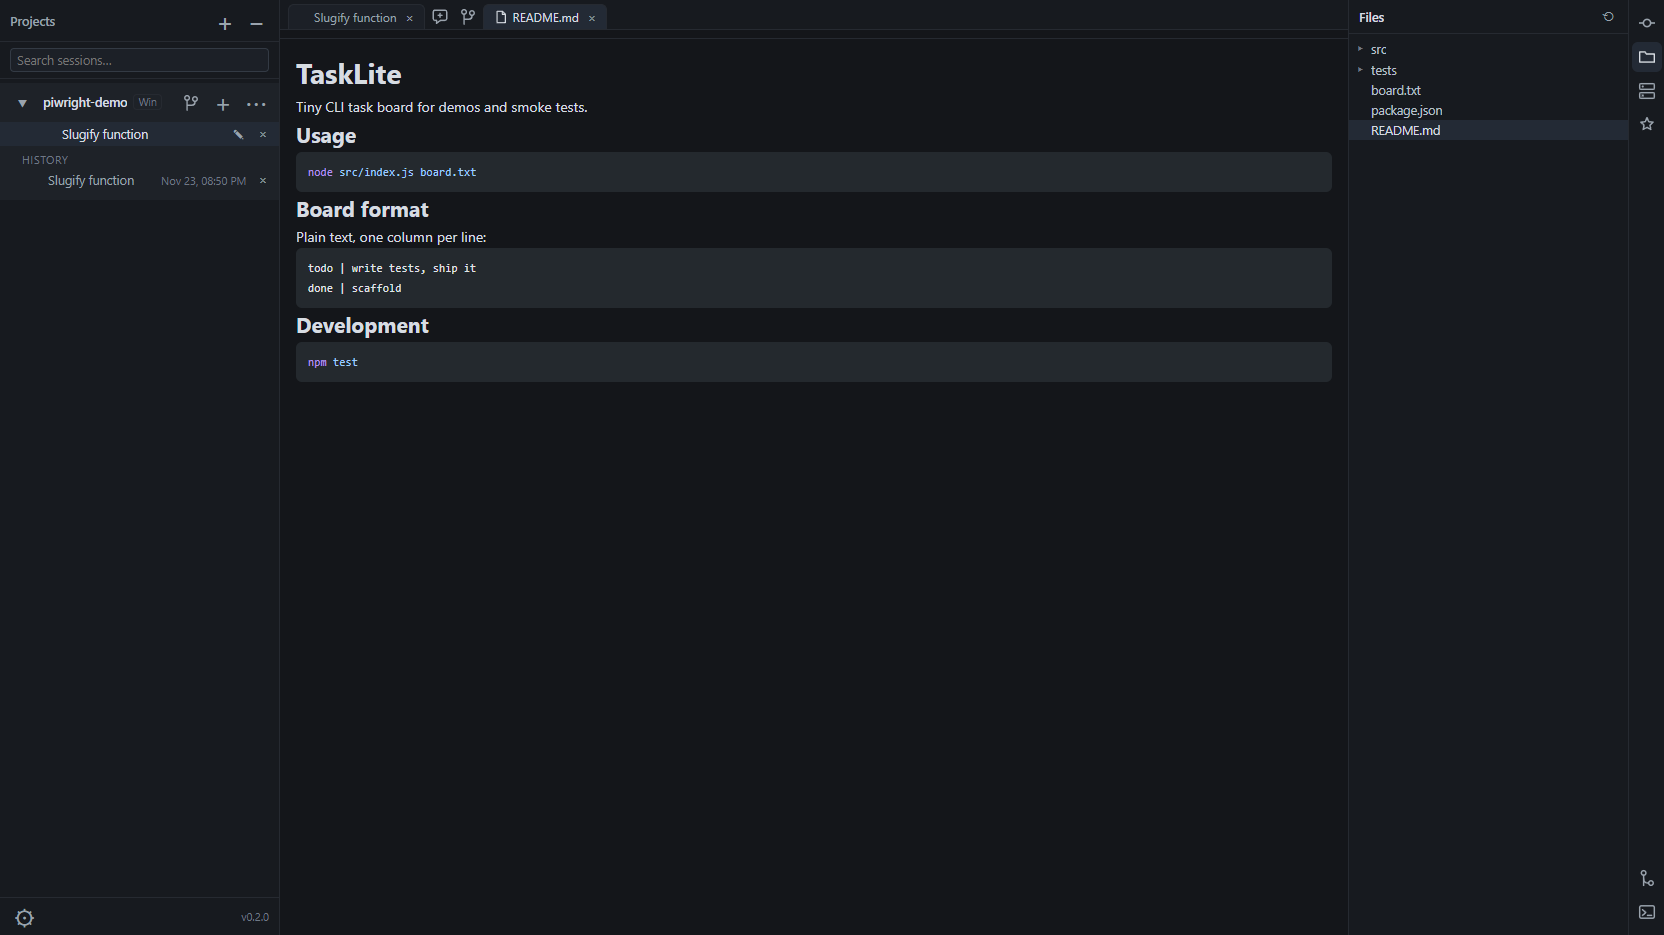 Projects
Search sessions...
piwright-demo Win
Slugify function
HISTORY
Slugify function Nov 23, 08:50 PM
v0.2.0
Slugify function
README.md
TaskLite
Tiny CLI task board for demos and smoke tests.
Usage
node src/index.js board.txt
Board format
Plain text, one column per line:
todo | write tests, ship it
done | scaffold
Development
npm test
Files
src
tests
board.txt
package.json
README.md